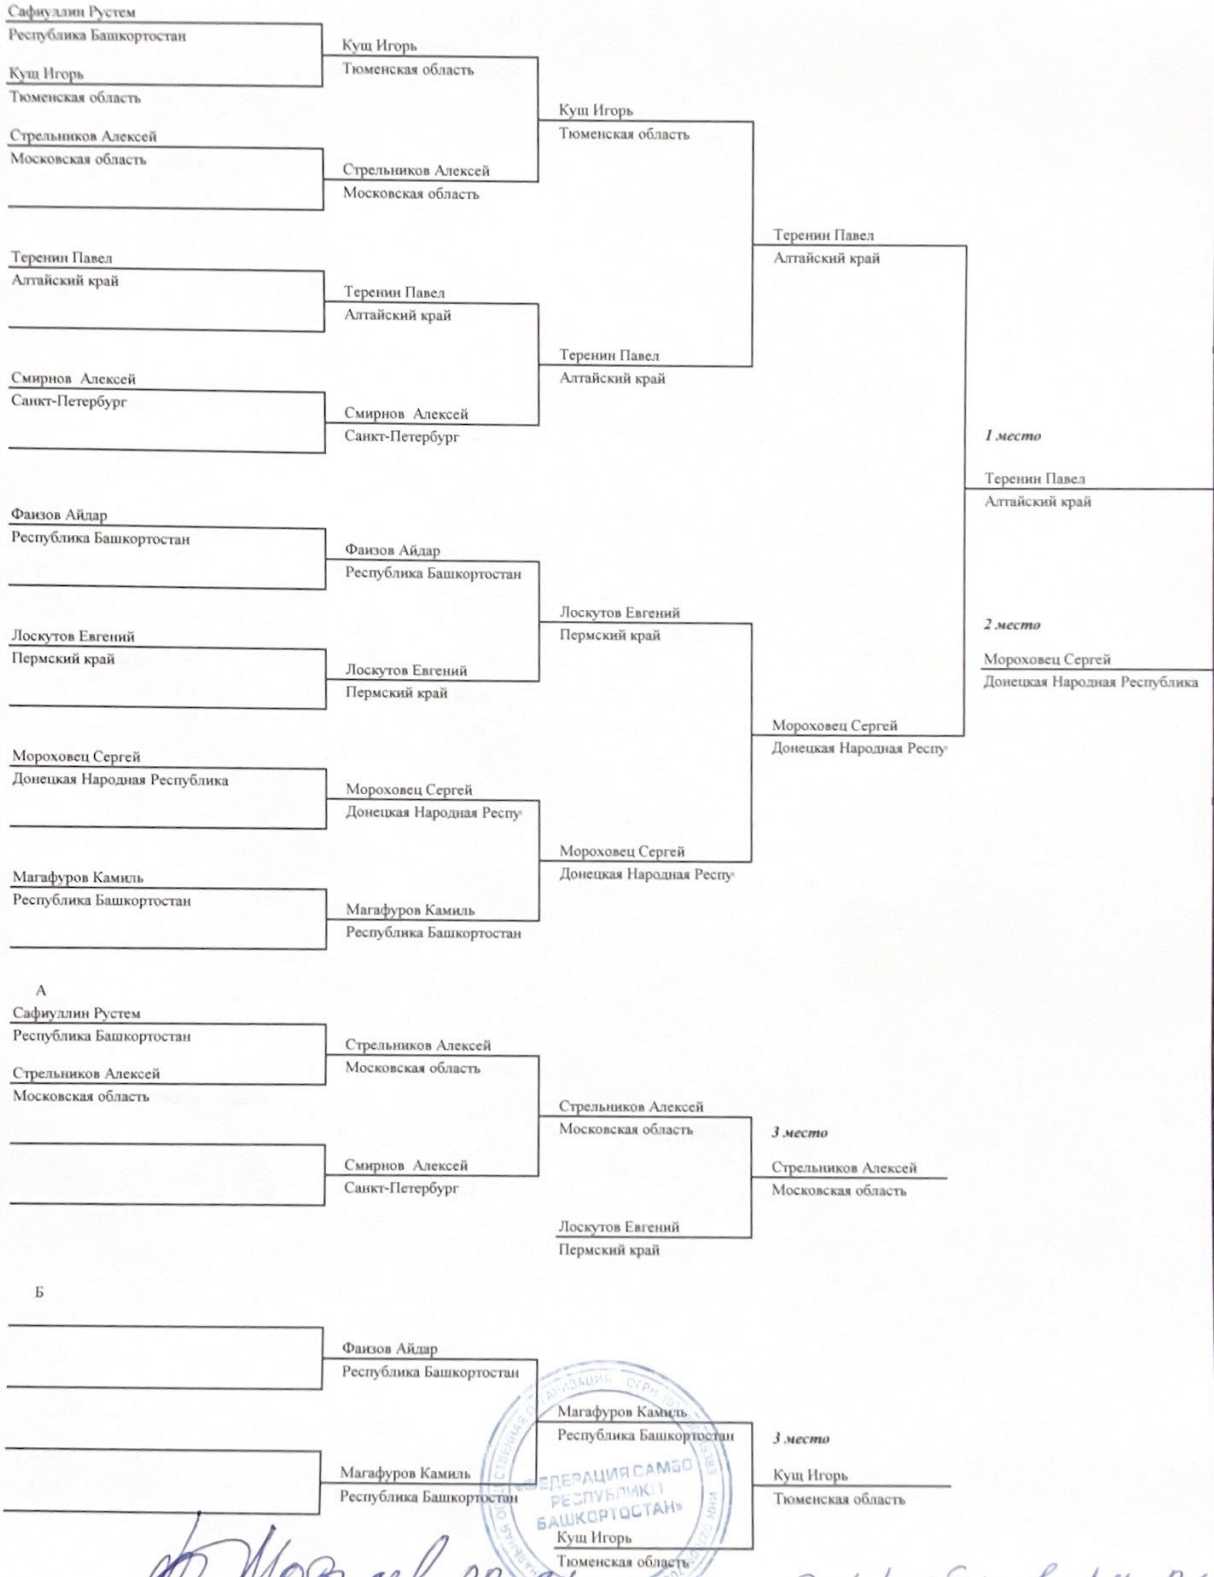 Сафиуллин Рустем
Республика Башкортостан
Кущ Игорь
Тюменская область
Стрельников Алексей
Московская область
Теренин Павел
Алтайский край
Смирнов Алексей
Санкт-Петербург
Фаизов Айдар
Республика Башкортостан
Лоскутов Евгений
Пермский край
Мороховец Сергей
Донецкая Народная Республика
Магафуров Камиль
Республика Башкортостан
Кущ Игорь
Тюменская область
Стрельников Алексей
Московская область
Теренин Павел
Алтайский край
Смирнов Алексей
Санкт-Петербург
Фаизов Айдар
Республика Башкортостан
Лоскутов Евгений
Пермский край
Мороховец Сергей
Донецкая Народная Респу
Магафуров Камиль
Республика Башкортостан
Кущ Игорь
Тюменская область
Теренин Павел
Алтайский край
Лоскутов Евгений
Пермский край
Мороховец Сергей
Донецкая Народная Респу
Теренин Павел
Алтайский край
Мороховец Сергей
Донецкая Народная Респу
1 место
Теренин Павел
Алтайский край
2 место
Мороховец Сергей
Донецкая Народная Республика
А
Сафиуллин Рустем
Республика Башкортостан
Стрельников Алексей
Московская область
Стрельников Алексей
Московская область
Смирнов Алексей
Санкт-Петербург
Стрельников Алексей
Московская область
Лоскутов Евгений
Пермский край
3 место
Стрельников Алексей
Московская область
Б
Фаизов Айдар
Республика Башкортостан
Магафуров Камиль
Республика Башкортостан
Магафуров Камиль
Республика Башкортостан
Кущ Игорь
Тюменская область
3 место
Кущ Игорь
Тюменская область
«ФЕДЕРАЦИЯ САМБО
РЕСПУБЛИКИ
БАШКОРТОСТАН»